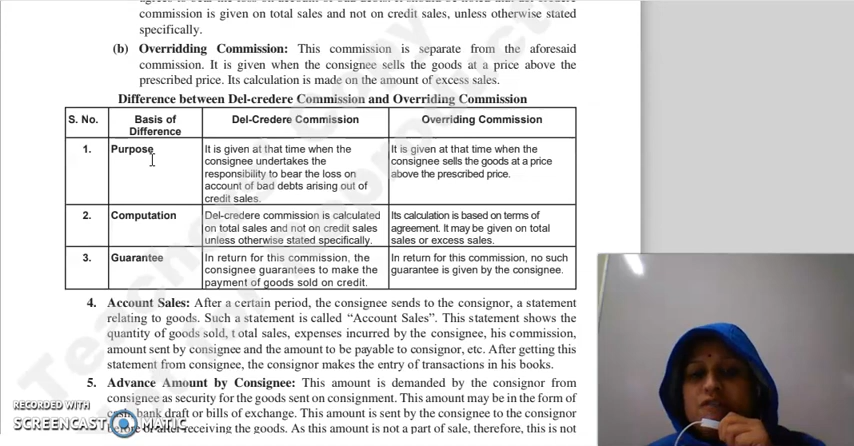 commission is given on total sales and not on credit sales, unless otherwise stated
specifically.
(b) Overridding Commission: This commission is separate from the aforesaid
commission. It is given when the consignee sells the goods at a price above the
prescribed price. Its calculation is made on the amount of excess sales.
Difference between Del-credere Commission and Overriding Commission
S. No.
Basis of
Difference
Del-Credere Commission
Overriding Commission
1.
Purpose
It is given at that time when the
consignee undertakes the
responsibility to bear the loss on
account of bad debts arising out of
credit sales.
It is given at that time when the
consignee sells the goods at a price
above the prescribed price.
2.
Computation
Del-credere commission is calculated
on total sales and not on credit sales
unless otherwise stated specifically.
Its calculation is based on terms of
agreement. It may be given on total
sales or excess sales.
3.
Guarantee
In return for this commission, the
consignee guarantees to make the
payment of goods sold on credit.
In return for this commission, no such
guarantee is given by the consignee.
4. Account Sales: After a certain period, the consignee sends to the consignor, a statement
relating to goods. Such a statement is called “Account Sales”. This statement shows the
quantity of goods sold, t otal sales, expenses incurred by the consignee, his commission,
amount sent by consignee and the amount to be payable to consignor, etc. After getting this
statement from consignee, the consignor makes the entry of transactions in his books.
5. Advance Amount by Consignee: This amount is demanded by the consignor from
consignee as security for the goods sent on consignment. This amount may be in the form of
cash, bank draft or bills of exchange. This amount is sent by the consignee to the consignor
before or after receiving the goods. As this amount is not a part of sale, therefore, this is not
RECORDED WITH
SCREENCAST MATIC